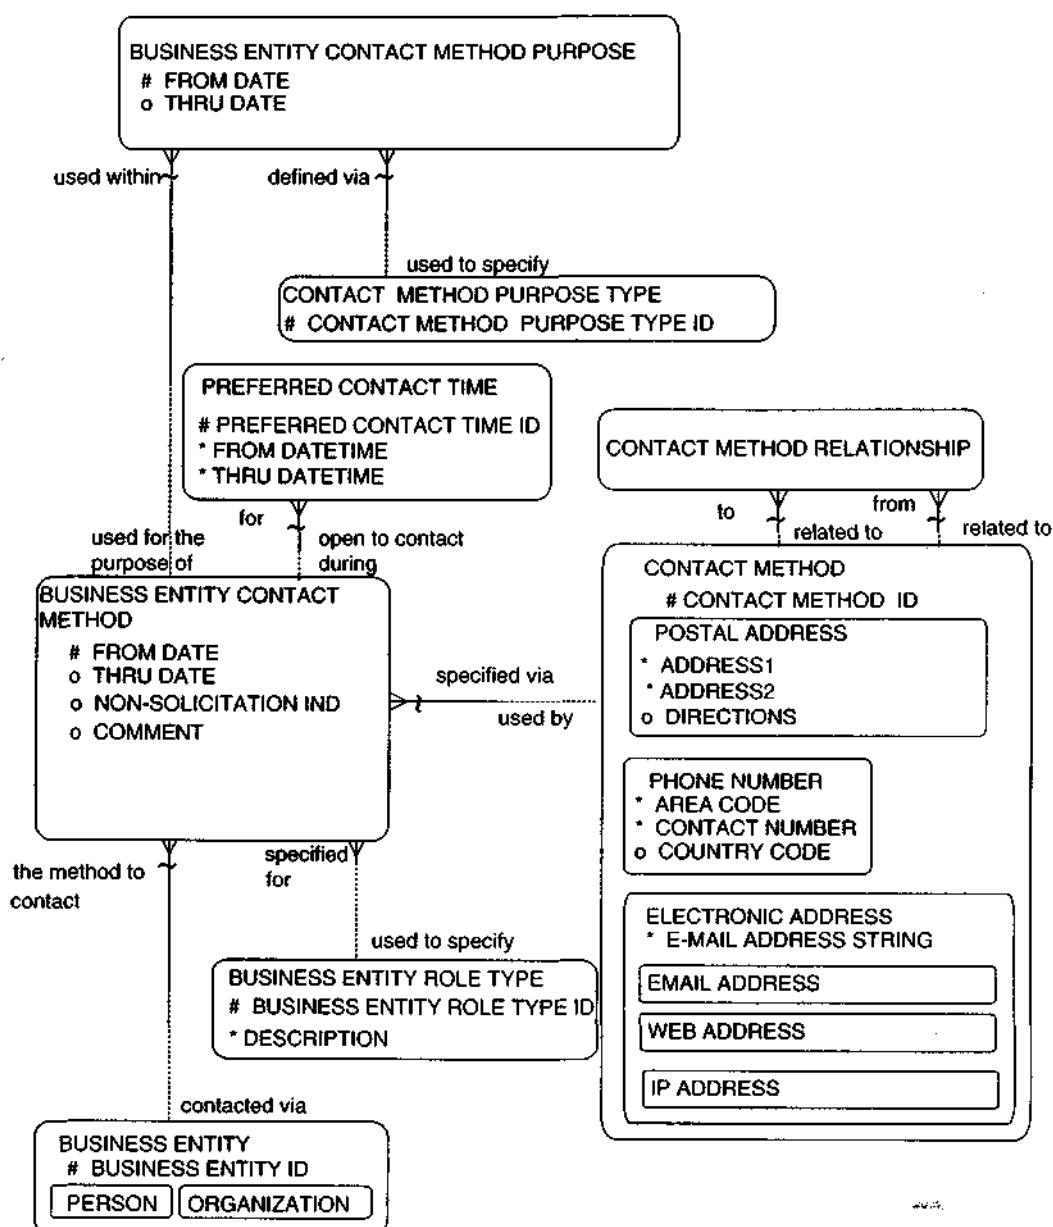 BUSINESS ENTITY CONTACT METHOD PURPOSE
# FROM DATE
o THRU DATE
used within
defined via
used to specify
CONTACT METHOD PURPOSE TYPE
# CONTACT METHOD PURPOSE TYPE ID
PREFERRED CONTACT TIME
# PREFERRED CONTACT TIME ID
* FROM DATETIME
* THRU DATETIME
for
open to contact
during
used for the
purpose of
CONTACT METHOD RELATIONSHIP
to
related to
from
related to
BUSINESS ENTITY CONTACT
METHOD
# FROM DATE
o THRU DATE
o NON-SOLICITATION IND
o COMMENT
specified via
used by
CONTACT METHOD
# CONTACT METHOD ID
POSTAL ADDRESS
* ADDRESS1
* ADDRESS2
o DIRECTIONS
PHONE NUMBER
* AREA CODE
* CONTACT NUMBER
o COUNTRY CODE
ELECTRONIC ADDRESS
* E-MAIL ADDRESS STRING
EMAIL ADDRESS
WEB ADDRESS
IP ADDRESS
the method to
contact
specified
for
used to specify
BUSINESS ENTITY ROLE TYPE
# BUSINESS ENTITY ROLE TYPE ID
* DESCRIPTION
contacted via
BUSINESS ENTITY
# BUSINESS ENTITY ID
PERSON
ORGANIZATION